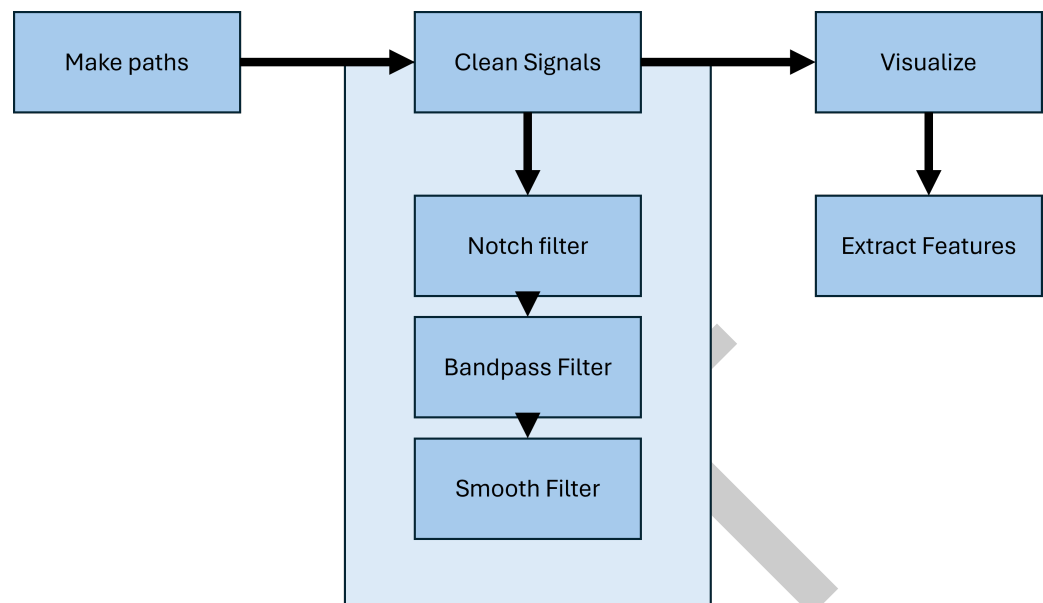 Make paths
Clean Signals
Visualize
Notch filter
Extract Features
Bandpass Filter
Smooth Filter